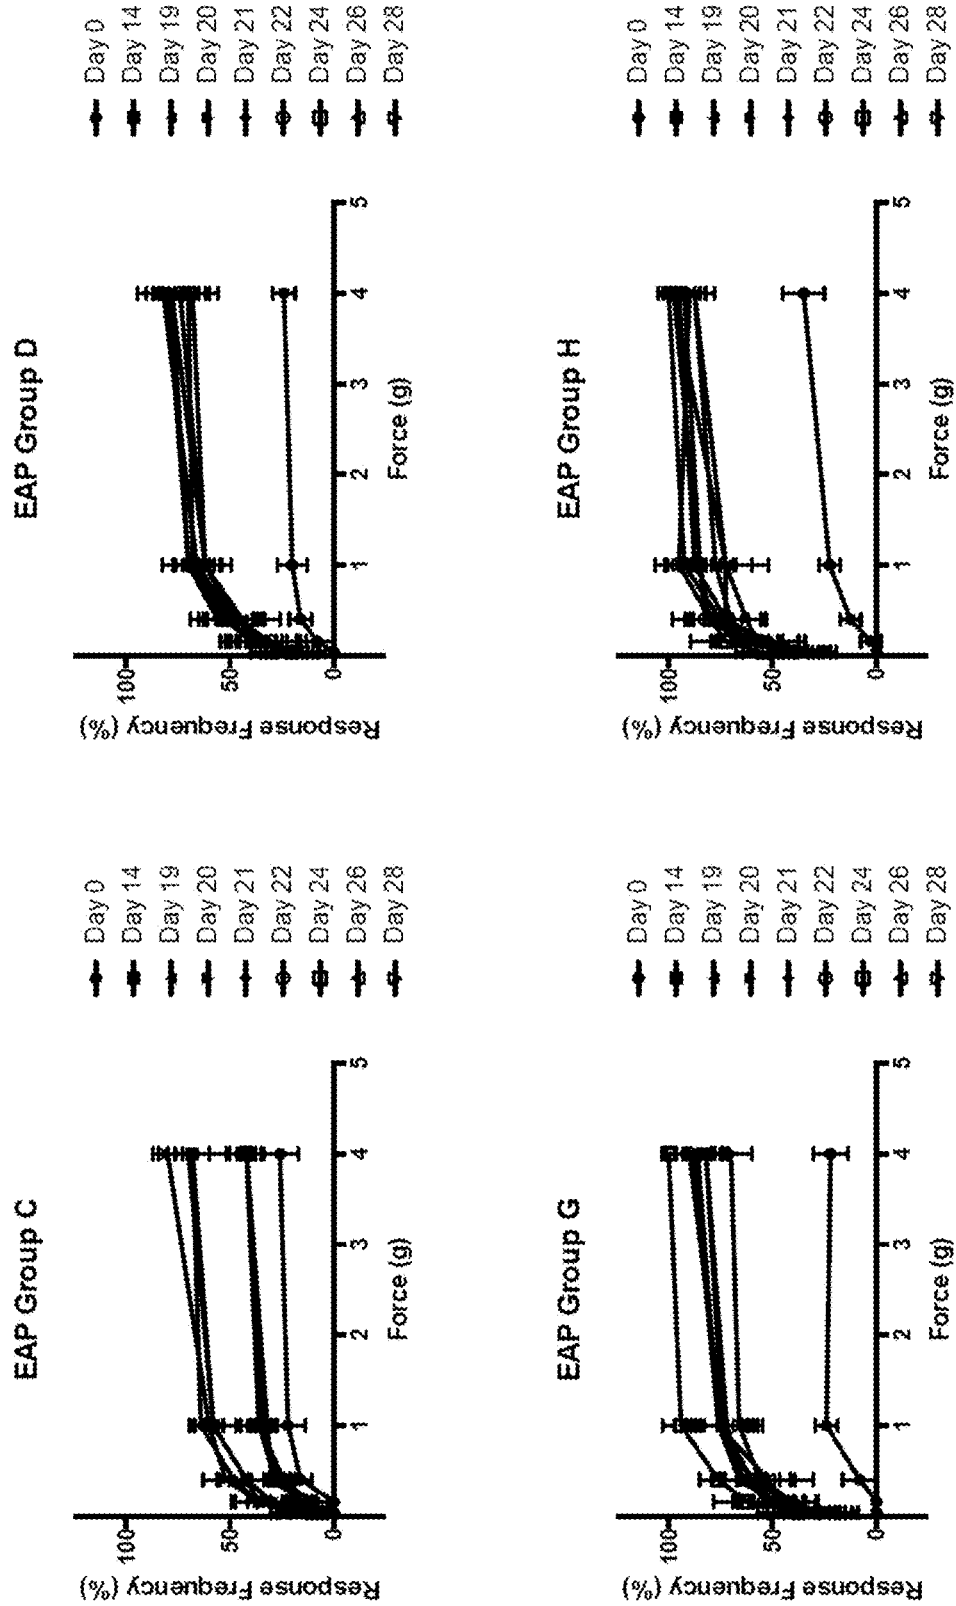 EAP Group C
Response Frequency (%)
100
50
0
1
2
3
4
5
Force (g)
Day 0
Day 14
Day 19
Day 20
Day 21
Day 22
Day 24
Day 26
Day 28
EAP Group D
Response Frequency (%)
100
50
0
1
2
3
4
5
Force (g)
Day 0
Day 14
Day 19
Day 20
Day 21
Day 22
Day 24
Day 26
Day 28
EAP Group G
Response Frequency (%)
100
50
0
1
2
3
4
5
Force (g)
Day 0
Day 14
Day 19
Day 20
Day 21
Day 22
Day 24
Day 26
Day 28
EAP Group H
Response Frequency (%)
100
50
0
1
2
3
4
5
Force (g)
Day 0
Day 14
Day 19
Day 20
Day 21
Day 22
Day 24
Day 26
Day 28